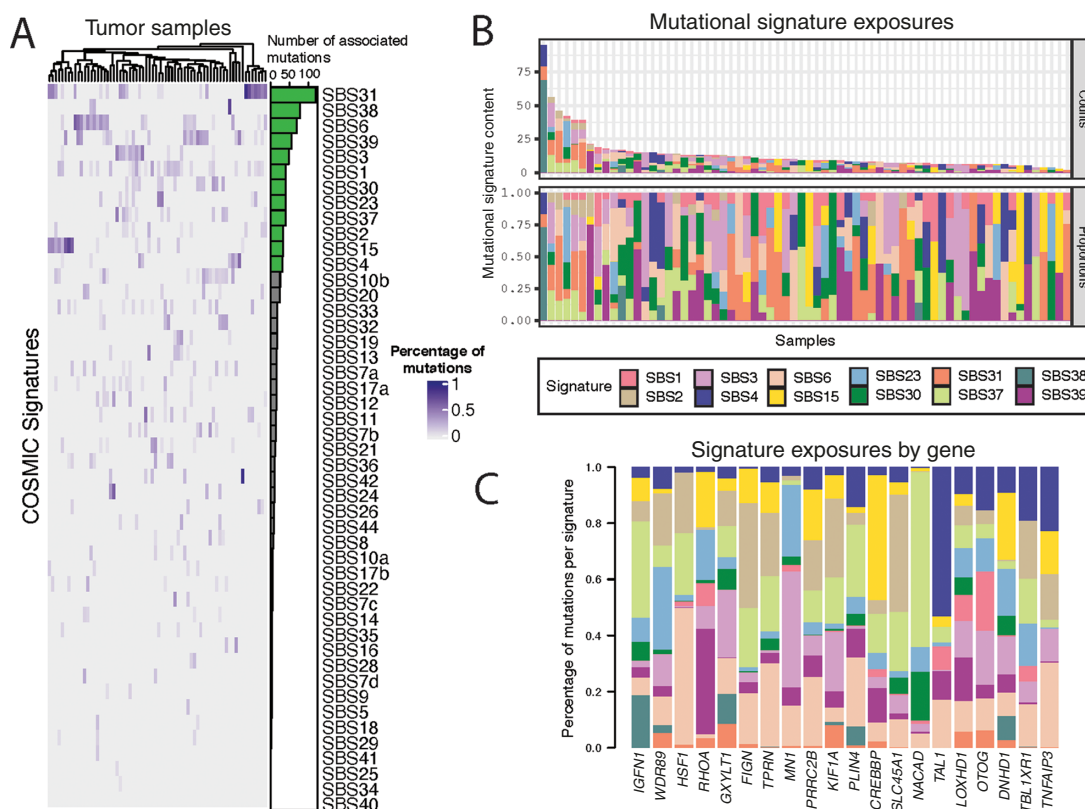 A
Tumor samples
Number of associated
mutations
0 50 100
COSMIC Signatures
SBS31
SBS38
SBS6
SBS39
SBS3
SBS1
SBS30
SBS23
SBS37
SBS2
SBS15
SBS4
SBS10b
SBS20
SBS33
SBS32
SBS19
SBS13
SBS7a
SBS17a
SBS12
SBS11
SBS7b
SBS21
SBS36
SBS42
SBS24
SBS26
SBS44
SBS8
SBS10a
SBS17b
SBS22
SBS7c
SBS14
SBS35
SBS16
SBS28
SBS7d
SBS9
SBS5
SBS18
SBS29
SBS41
SBS25
SBS34
SBS40
Percentage of
mutations
1
0.5
0
B
Mutational signature exposures
Mutational signature content
75
50
25
0
Counts
1.00
0.75
0.50
0.25
0.00
Proportions
Samples
Signature
SBS1 SBS3 SBS6 SBS23 SBS31 SBS38
SBS2 SBS4 SBS15 SBS30 SBS37 SBS39
C
Signature exposures by gene
Percentage of mutations per signature
1.0
0.8
0.6
0.4
0.2
0.0
IGFN1
WDR89
HSF1
RHOA
GXYLT1
FIGN
TPRN
MN1
PRRC2B
KIF1A
PLIN4
CREBBP
SLC45A1
NACAD
TAL1
LOXHD1
OTOG
DNHD1
TBL1XR1
TNFAIP3